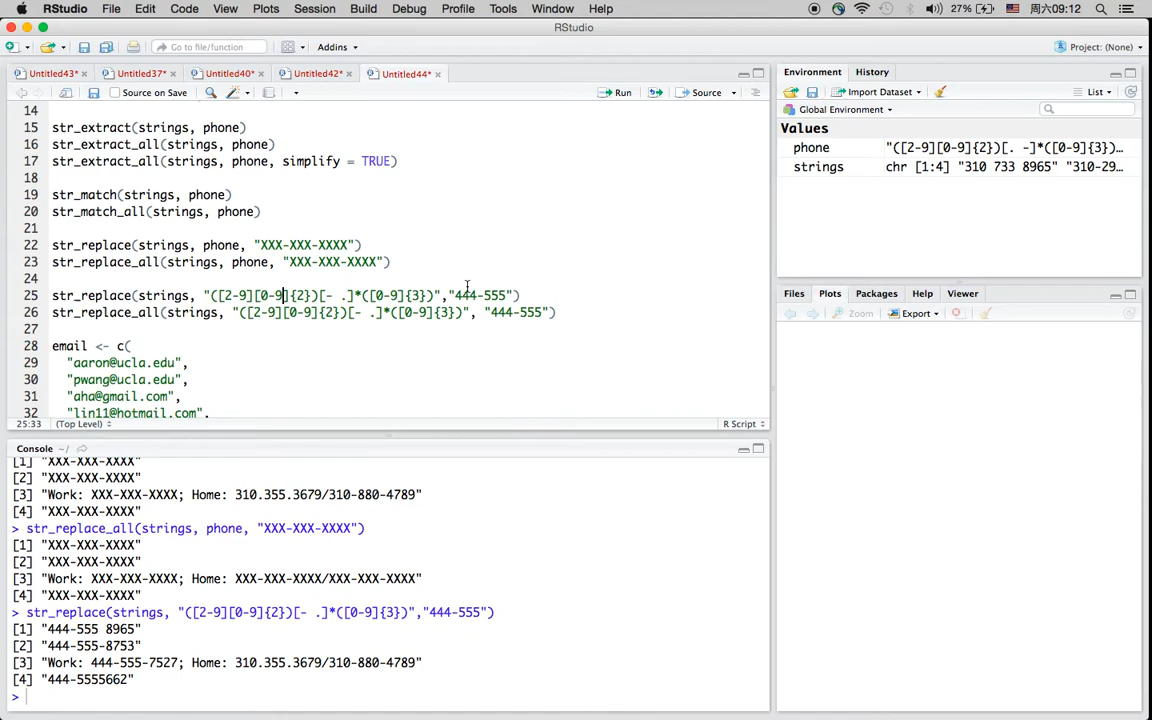 RStudio File Edit Code View Plots Session Build Debug Profile Tools Window Help 27% 周六09:12
RStudio
Go to file/function Addins Project: (None)
Untitled43* Untitled37* Untitled40* Untitled42* Untitled44*
Source on Save Run Source
14
15 str_extract(strings, phone)
16 str_extract_all(strings, phone)
17 str_extract_all(strings, phone, simplify = TRUE)
18
19 str_match(strings, phone)
20 str_match_all(strings, phone)
21
22 str_replace(strings, phone, "XXX-XXX-XXXX")
23 str_replace_all(strings, phone, "XXX-XXX-XXXX")
24
25 str_replace(strings, "([2-9][0-9]{2})[- .]*([0-9]{3})","444-555")
26 str_replace_all(strings, "([2-9][0-9]{2})[- .]*([0-9]{3})", "444-555")
27
28 email <- c(
29 "aaron@ucla.edu",
30 "pwang@ucla.edu",
31 "aha@gmail.com",
32 "lin11@hotmail.com",
25:33 (Top Level) R Script
Console ~/
[1] "XXX-XXX-XXXX"
[2] "XXX-XXX-XXXX"
[3] "Work: XXX-XXX-XXXX; Home: 310.355.3679/310-880-4789"
[4] "XXX-XXX-XXXX"
> str_replace_all(strings, phone, "XXX-XXX-XXXX")
[1] "XXX-XXX-XXXX"
[2] "XXX-XXX-XXXX"
[3] "Work: XXX-XXX-XXXX; Home: XXX-XXX-XXXX/XXX-XXX-XXXX"
[4] "XXX-XXX-XXXX"
> str_replace(strings, "([2-9][0-9]{2})[- .]*([0-9]{3})","444-555")
[1] "444-555 8965"
[2] "444-555-8753"
[3] "Work: 444-555-7527; Home: 310.355.3679/310-880-4789"
[4] "444-5555662"
>
Environment History
Import Dataset List
Global Environment
Values
phone "([2-9][0-9]{2})[. -]*([0-9]{3})…
strings chr [1:4] "310 733 8965" "310-29…
Files Plots Packages Help Viewer
Zoom Export